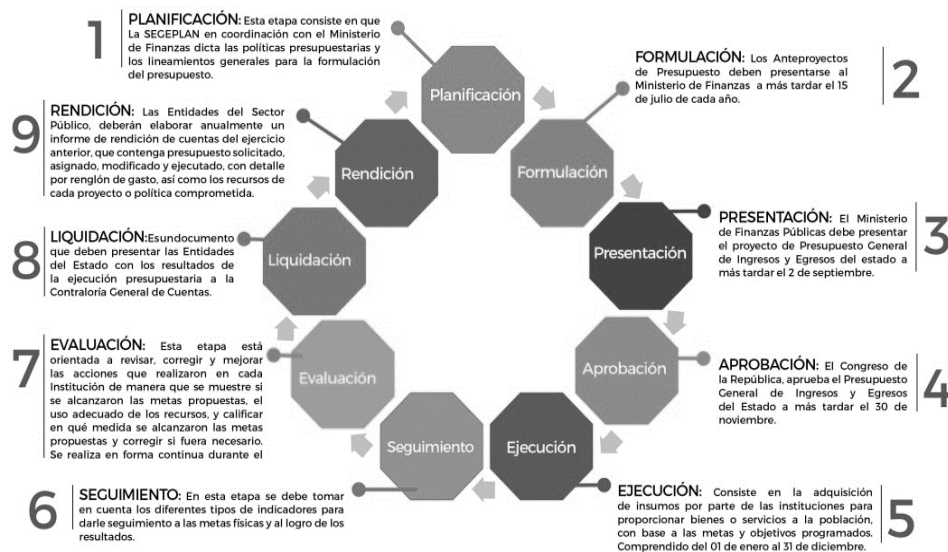 1
PLANIFICACIÓN: Esta etapa consiste en que
La SEGEPLAN en coordinación con el Ministerio
de Finanzas dicta las políticas presupuestarias y
los lineamientos generales para la formulación
del presupuesto.
Planificación
2
FORMULACIÓN: Los Anteproyectos
de Presupuesto deben presentarse al
Ministerio de Finanzas a más tardar el 15
de julio de cada año.
Formulación
3
PRESENTACIÓN: El Ministerio
de Finanzas Públicas debe presentar
el proyecto de Presupuesto General
de Ingresos y Egresos del estado a
más tardar el 2 de septiembre.
Presentación
4
APROBACIÓN: El Congreso de
la República, aprueba el Presupuesto
General de Ingresos y Egresos
del Estado a más tardar el 30 de
noviembre.
Aprobación
5
EJECUCIÓN: Consiste en la adquisición
de insumos por parte de las instituciones para
proporcionar bienes o servicios a la población,
con base a las metas y objetivos programados.
Comprendido del 01 de enero al 31 de diciembre.
Ejecución
6
SEGUIMIENTO: En esta etapa se debe tomar
en cuenta los diferentes tipos de indicadores para
darle seguimiento a las metas físicas y al logro de los
resultados.
Seguimiento
7
EVALUACIÓN: Esta etapa está
orientada a revisar, corregir y mejorar
las acciones que realizaron en cada
Institución de manera que se muestre si
se alcanzaron las metas propuestas, el
uso adecuado de los recursos, y calificar
en qué medida se alcanzaron las metas
propuestas y corregir si fuera necesario.
Se realiza en forma continua durante el
Evaluación
8
LIQUIDACIÓN:Esundocumento
que deben presentar las Entidades
del Estado con los resultados de
la ejecución presupuestaria a la
Contraloría General de Cuentas.
Liquidación
9
RENDICIÓN: Las Entidades del Sector
Público, deberán elaborar anualmente un
informe de rendición de cuentas del ejercicio
anterior, que contenga presupuesto solicitado,
asignado, modificado y ejecutado, con detalle
por renglón de gasto, así como los recursos de
cada proyecto o política comprometida.
Rendición